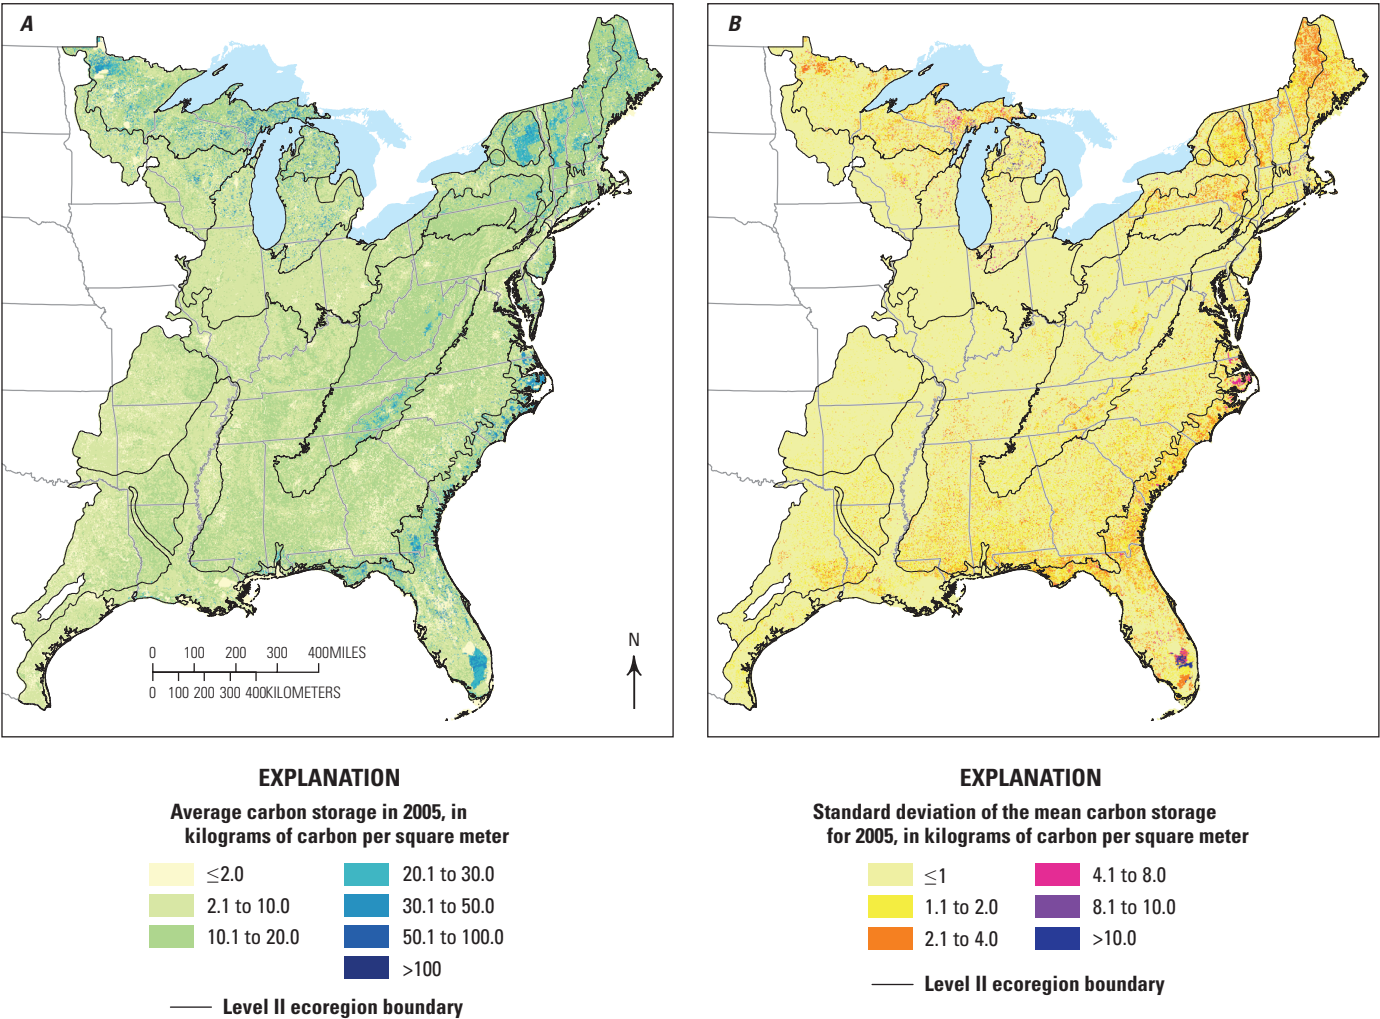 A
B
N
0 100 200 300 400MILES
0 100 200 300 400KILOMETERS
EXPLANATION
Average carbon storage in 2005, in
kilograms of carbon per square meter
≤2.0
2.1 to 10.0
10.1 to 20.0
20.1 to 30.0
30.1 to 50.0
50.1 to 100.0
>100
Level II ecoregion boundary
EXPLANATION
Standard deviation of the mean carbon storage
for 2005, in kilograms of carbon per square meter
≤1
1.1 to 2.0
2.1 to 4.0
4.1 to 8.0
8.1 to 10.0
>10.0
Level II ecoregion boundary